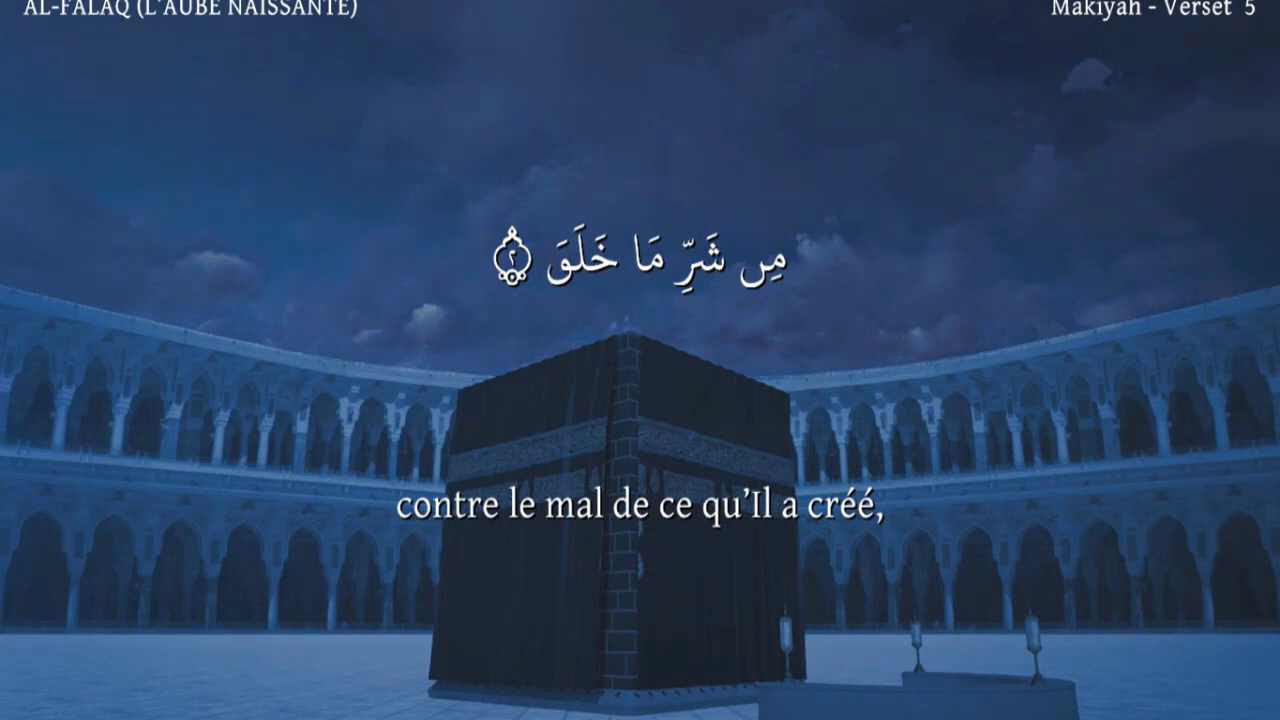 AL-FALAQ (L’AUBE NAISSANTE)
Makiyah - Verset 5
مِن شَرِّ مَا خَلَقَ ۝٢
contre le mal de ce qu’Il a créé,